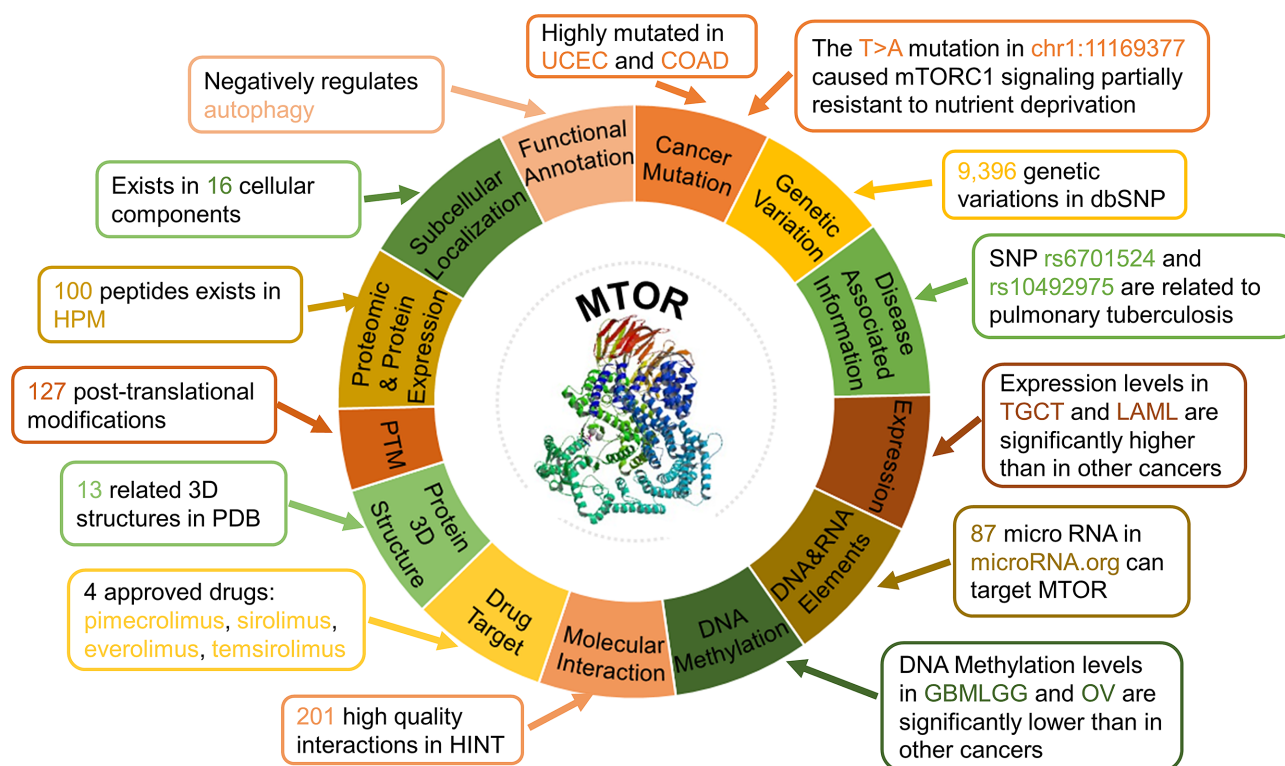 Highly mutated in
UCEC and COAD
The T>A mutation in chr1:11169377
caused mTORC1 signaling partially
resistant to nutrient deprivation
Negatively regulates
autophagy
Functional
Annotation
Cancer
Mutation
Genetic
Variation
9,396 genetic
variations in dbSNP
Exists in 16 cellular
components
Subcellular
Localization
Disease
Associated
Information
SNP rs6701524 and
rs10492975 are related to
pulmonary tuberculosis
100 peptides exists in
HPM
Proteomic
& Protein
Expression
MTOR
Expression
Expression levels in
TGCT and LAML are
significantly higher
than in other cancers
127 post-translational
modifications
PTM
13 related 3D
structures in PDB
Protein
3D
Structure
DNA&RNA
Elements
87 micro RNA in
microRNA.org can
target MTOR
4 approved drugs:
pimecrolimus, sirolimus,
everolimus, temsirolimus
Drug
Target
Molecular
Interaction
DNA
Methylation
DNA Methylation levels
in GBMLGG and OV are
significantly lower than in
other cancers
201 high quality
interactions in HINT